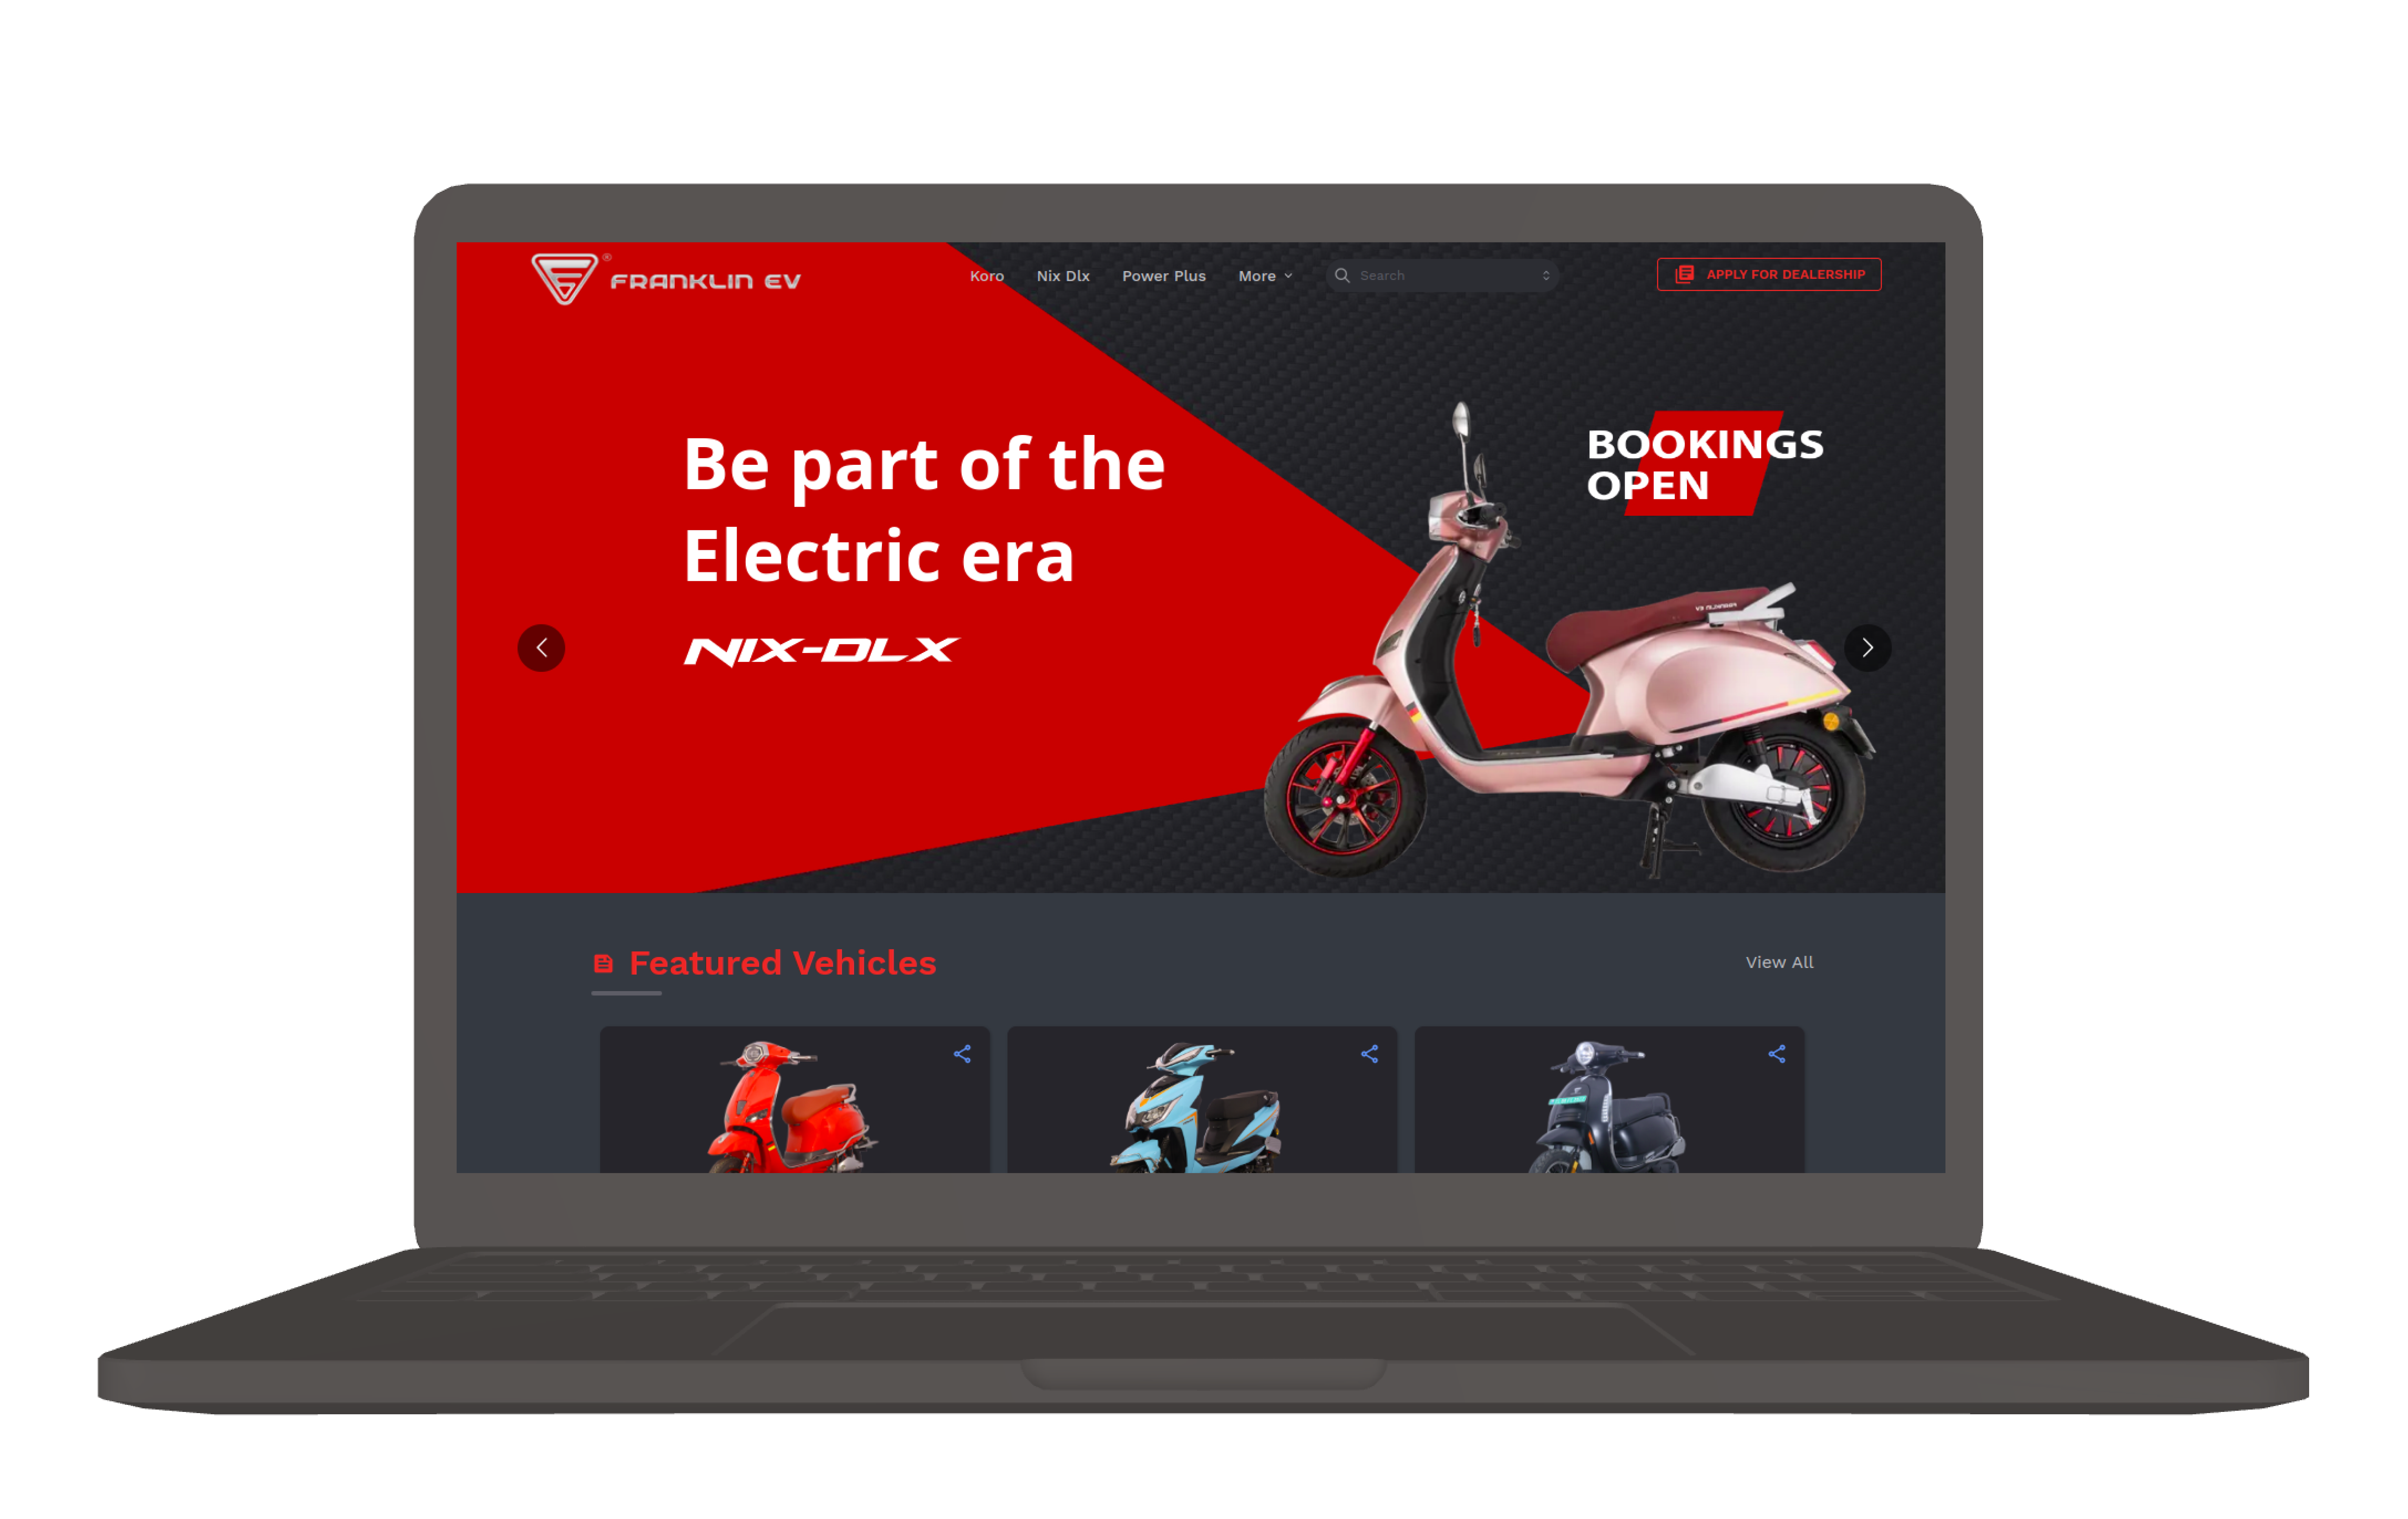 ® FRANKLIN EV
Koro Nix Dlx Power Plus More Search APPLY FOR DEALERSHIP
Be part of the
Electric era
NIX-DLX
BOOKINGS
OPEN
Featured Vehicles
View All